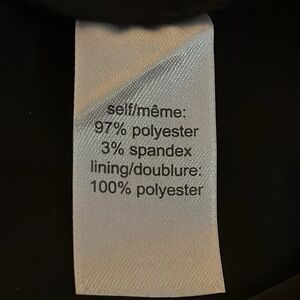 self/même:
97% polyester
3% spandex
lining/doublure:
100% polyester